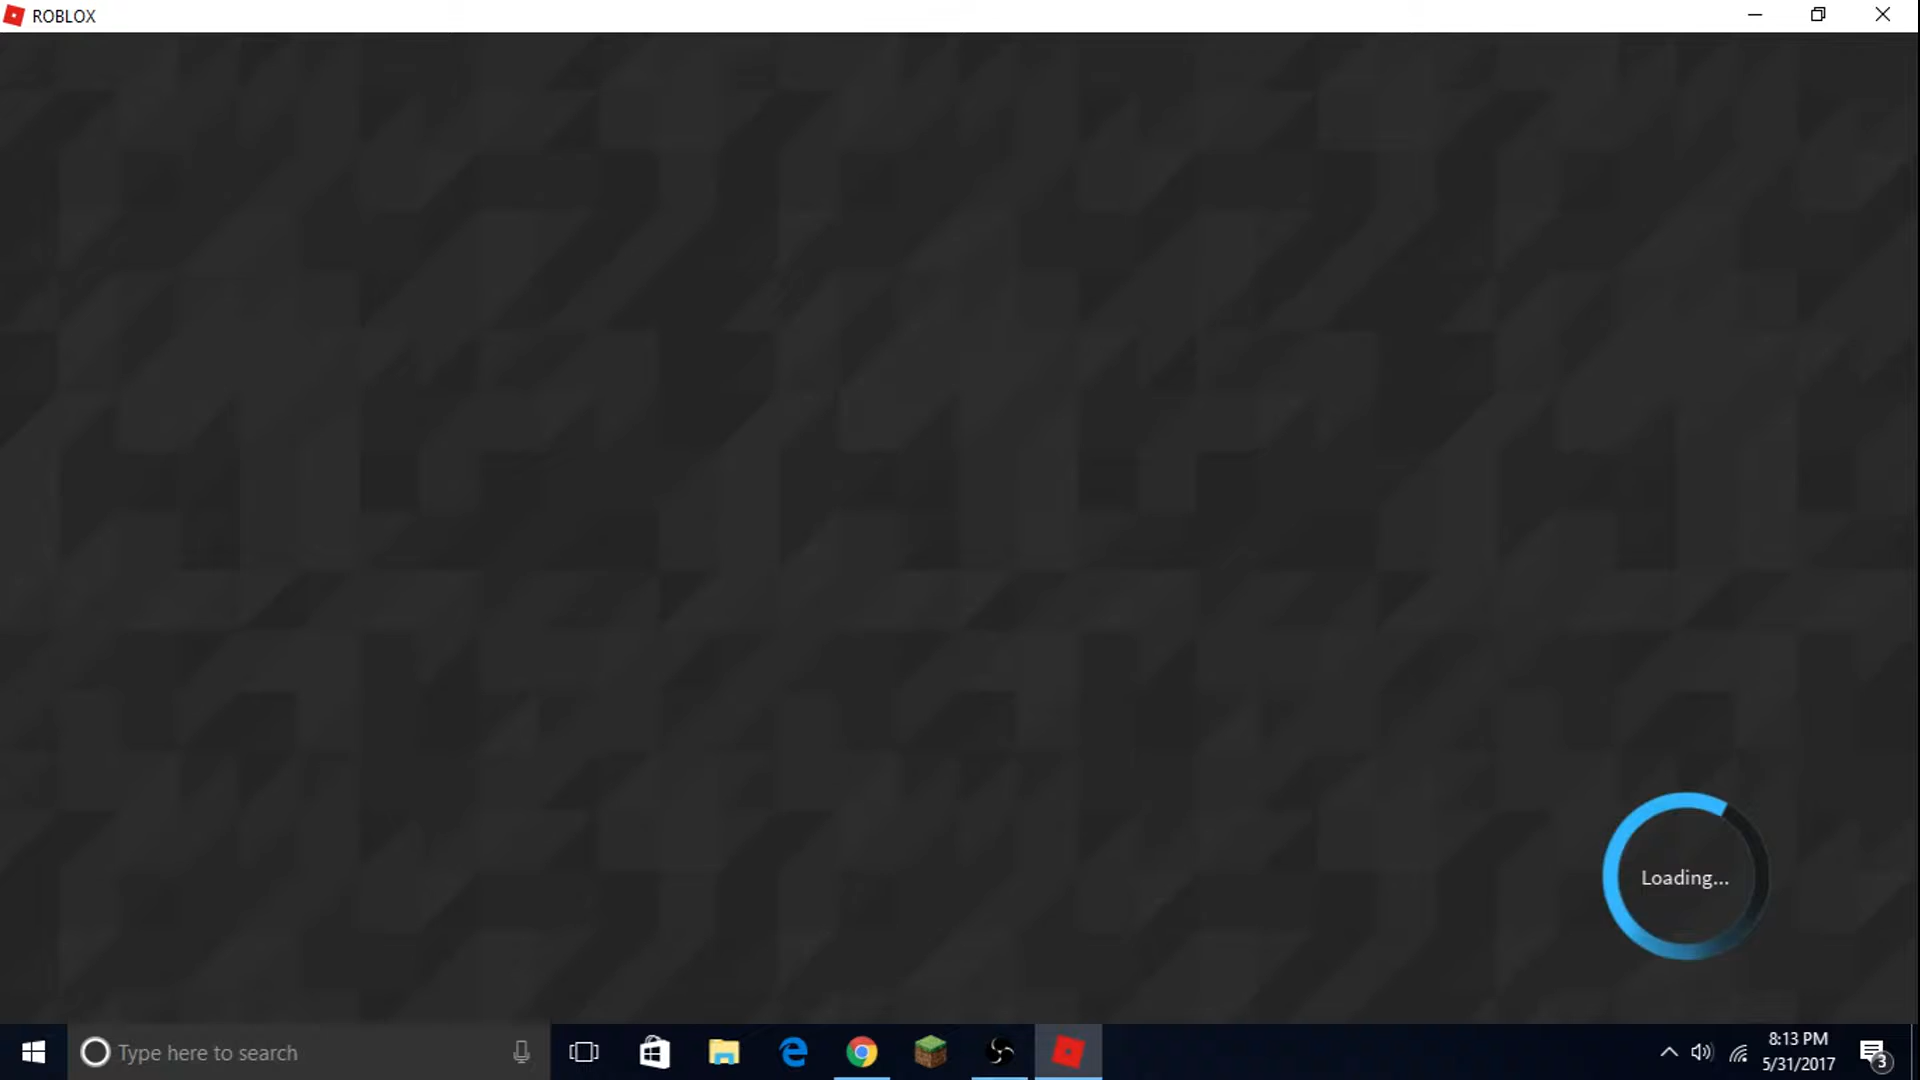 ROBLOX
Loading...
Type here to search
8:13 PM
5/31/2017
3